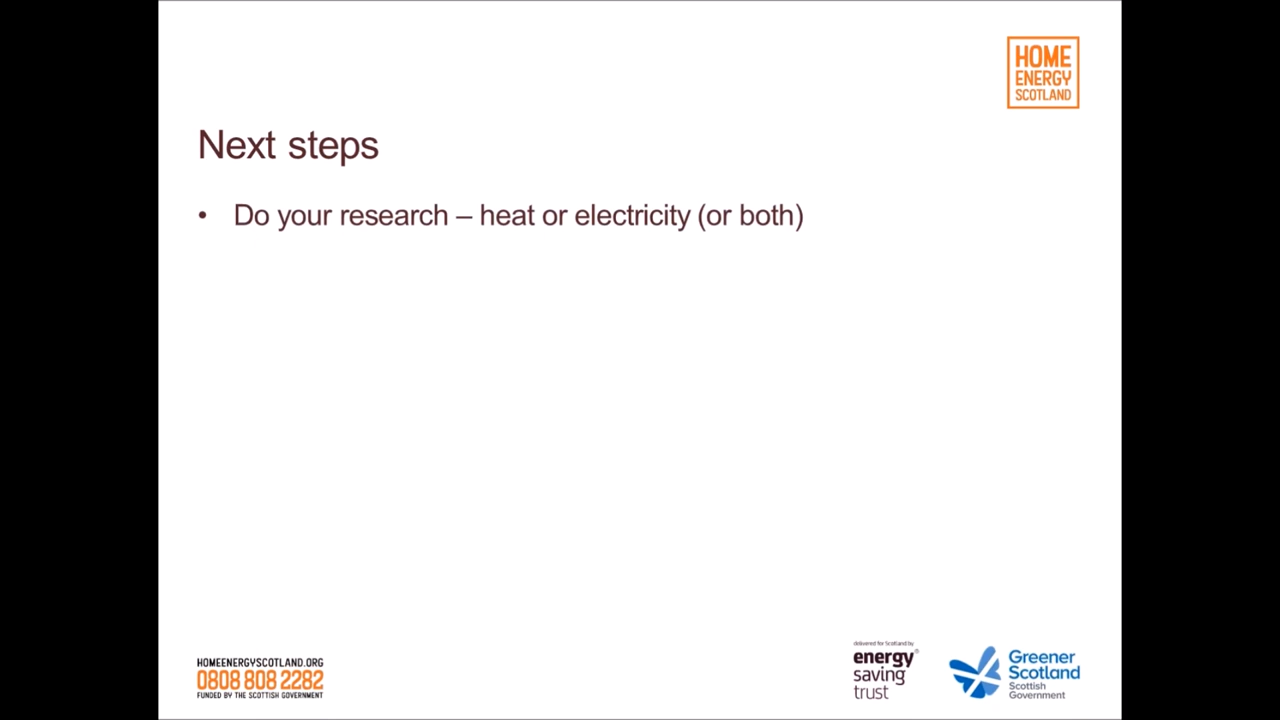 HOME
ENERGY
SCOTLAND
Next steps
• Do your research – heat or electricity (or both)
HOMEENERGYSCOTLAND.ORG
0808 808 2282
FUNDED BY THE SCOTTISH GOVERNMENT
delivered for Scotland by
energy®
saving
trust
Greener
Scotland
Scottish
Government